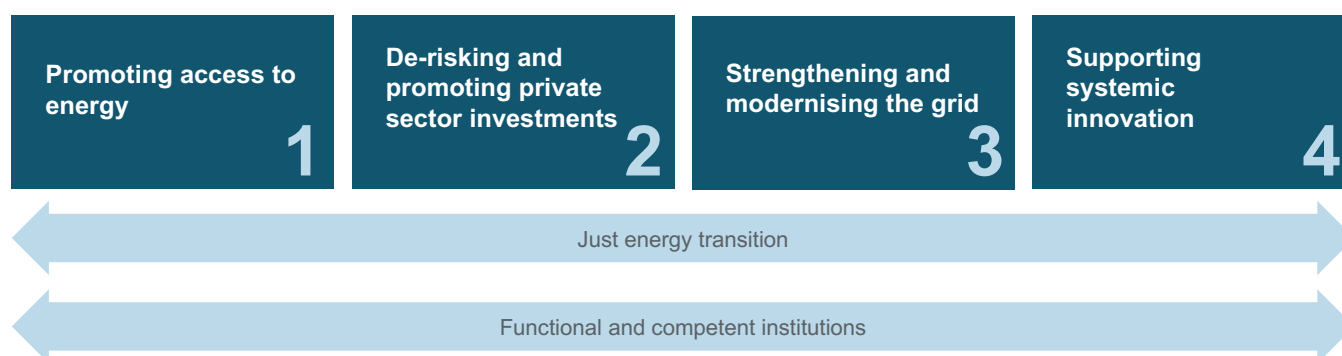 Promoting access to
energy
1
De-risking and
promoting private
sector investments
2
Strengthening and
modernising the grid
3
Supporting
systemic
innovation
4
Just energy transition
Functional and competent institutions